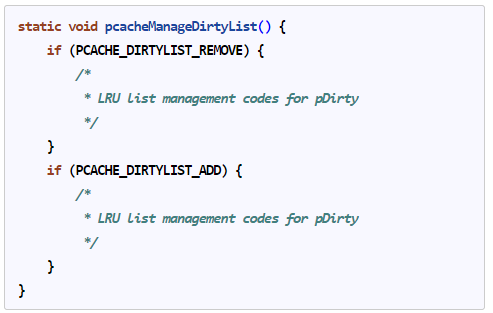 static void pcacheManageDirtyList() {
    if (PCACHE_DIRTYLIST_REMOVE) {
        /*
         * LRU list management codes for pDirty
         */
    }
    if (PCACHE_DIRTYLIST_ADD) {
        /*
         * LRU list management codes for pDirty
         */
    }
}